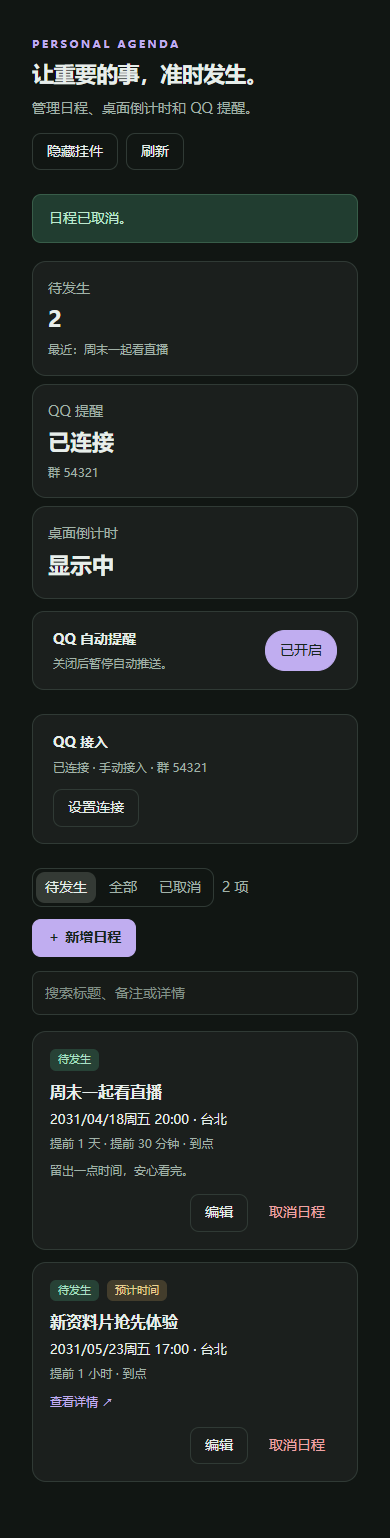 PERSONAL AGENDA
让重要的事，准时发生。
管理日程、桌面倒计时和 QQ 提醒。
隐藏挂件 刷新
日程已取消。
待发生
2
最近：周末一起看直播
QQ 提醒
已连接
群 54321
桌面倒计时
显示中
QQ 自动提醒
关闭后暂停自动推送。
已开启
QQ 接入
已连接 · 手动接入 · 群 54321
设置连接
待发生 全部 已取消 2 项
+ 新增日程
搜索标题、备注或详情
待发生
周末一起看直播
2031/04/18周五 20:00 · 台北
提前 1 天 · 提前 30 分钟 · 到点
留出一点时间，安心看完。
编辑 取消日程
待发生 预计时间
新资料片抢先体验
2031/05/23周五 17:00 · 台北
提前 1 小时 · 到点
查看详情 ↗
编辑 取消日程